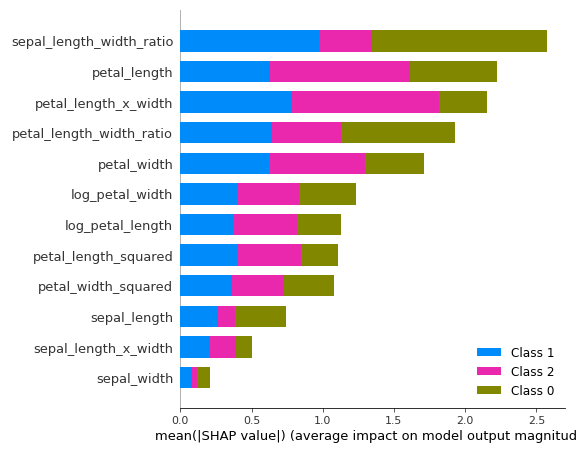 sepal_length_width_ratio
petal_length
petal_length_x_width
petal_length_width_ratio
petal_width
log_petal_width
log_petal_length
petal_length_squared
petal_width_squared
sepal_length
sepal_length_x_width
sepal_width
Class 1
Class 2
Class 0
0.0 0.5 1.0 1.5 2.0 2.5
mean(|SHAP value|) (average impact on model output magnitud